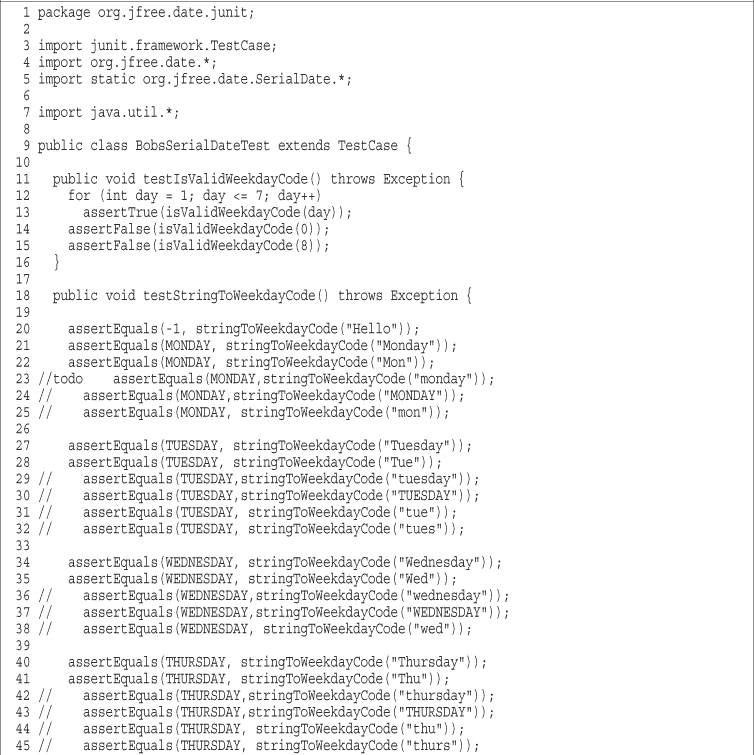 1 package org.jfree.date.junit;
2
3 import junit.framework.TestCase;
4 import org.jfree.date.*;
5 import static org.jfree.date.SerialDate.*;
6
7 import java.util.*;
8
9 public class BobsSerialDateTest extends TestCase {
10
11   public void testIsValidWeekdayCode() throws Exception {
12     for (int day = 1; day <= 7; day++)
13       assertTrue(isValidWeekdayCode(day));
14     assertFalse(isValidWeekdayCode(0));
15     assertFalse(isValidWeekdayCode(8));
16   }
17
18   public void testStringToWeekdayCode() throws Exception {
19
20     assertEquals(-1, stringToWeekdayCode("Hello"));
21     assertEquals(MONDAY, stringToWeekdayCode("Monday"));
22     assertEquals(MONDAY, stringToWeekdayCode("Mon"));
23 //todo    assertEquals(MONDAY,stringToWeekdayCode("monday"));
24 //    assertEquals(MONDAY,stringToWeekdayCode("MONDAY"));
25 //    assertEquals(MONDAY, stringToWeekdayCode("mon"));
26
27     assertEquals(TUESDAY, stringToWeekdayCode("Tuesday"));
28     assertEquals(TUESDAY, stringToWeekdayCode("Tue"));
29 //    assertEquals(TUESDAY,stringToWeekdayCode("tuesday"));
30 //    assertEquals(TUESDAY,stringToWeekdayCode("TUESDAY"));
31 //    assertEquals(TUESDAY, stringToWeekdayCode("tue"));
32 //    assertEquals(TUESDAY, stringToWeekdayCode("tues"));
33
34     assertEquals(WEDNESDAY, stringToWeekdayCode("Wednesday"));
35     assertEquals(WEDNESDAY, stringToWeekdayCode("Wed"));
36 //    assertEquals(WEDNESDAY,stringToWeekdayCode("wednesday"));
37 //    assertEquals(WEDNESDAY,stringToWeekdayCode("WEDNESDAY"));
38 //    assertEquals(WEDNESDAY, stringToWeekdayCode("wed"));
39
40     assertEquals(THURSDAY, stringToWeekdayCode("Thursday"));
41     assertEquals(THURSDAY, stringToWeekdayCode("Thu"));
42 //    assertEquals(THURSDAY,stringToWeekdayCode("thursday"));
43 //    assertEquals(THURSDAY,stringToWeekdayCode("THURSDAY"));
44 //    assertEquals(THURSDAY, stringToWeekdayCode("thu"));
45 //    assertEquals(THURSDAY, stringToWeekdayCode("thurs"));